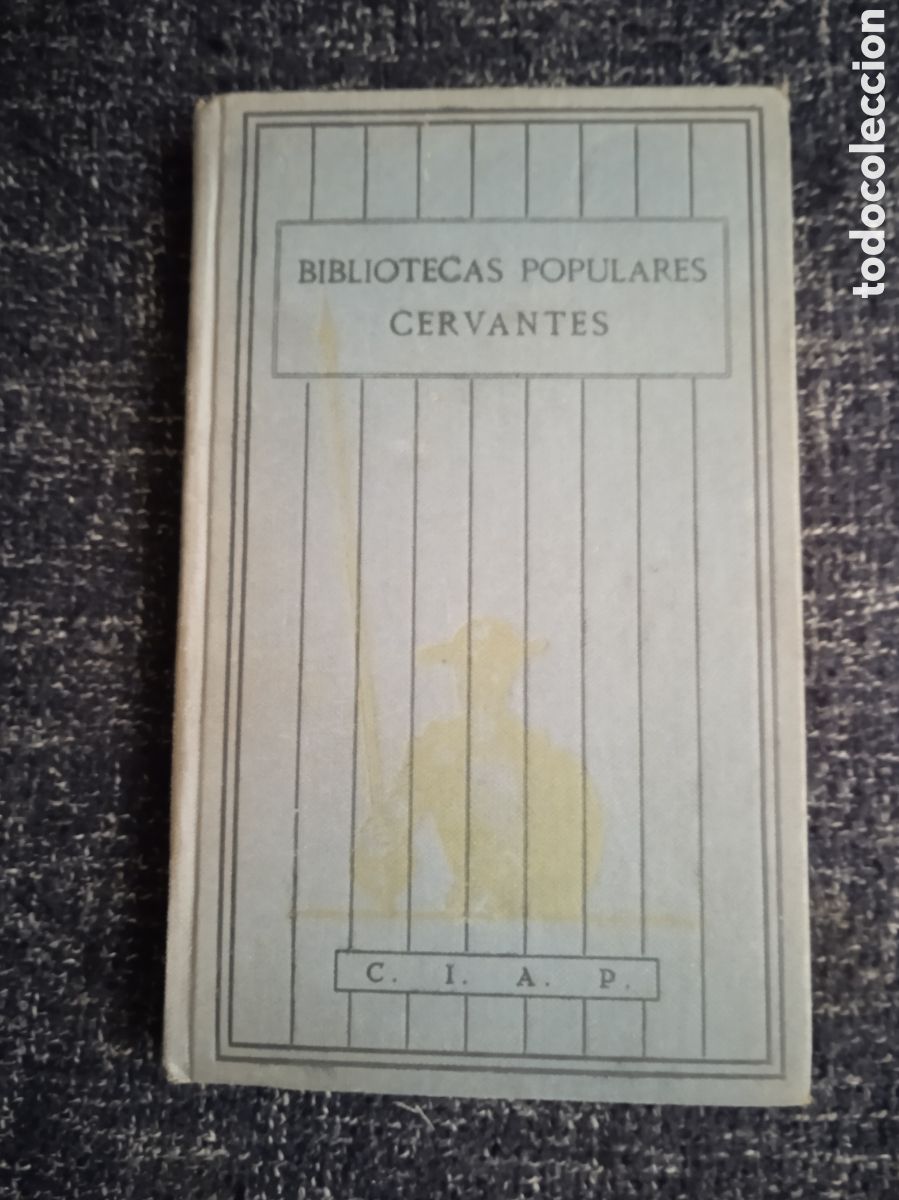 BIBLIOTECAS POPULARES
CERVANTES
C. I. A. P.
todocoleccion